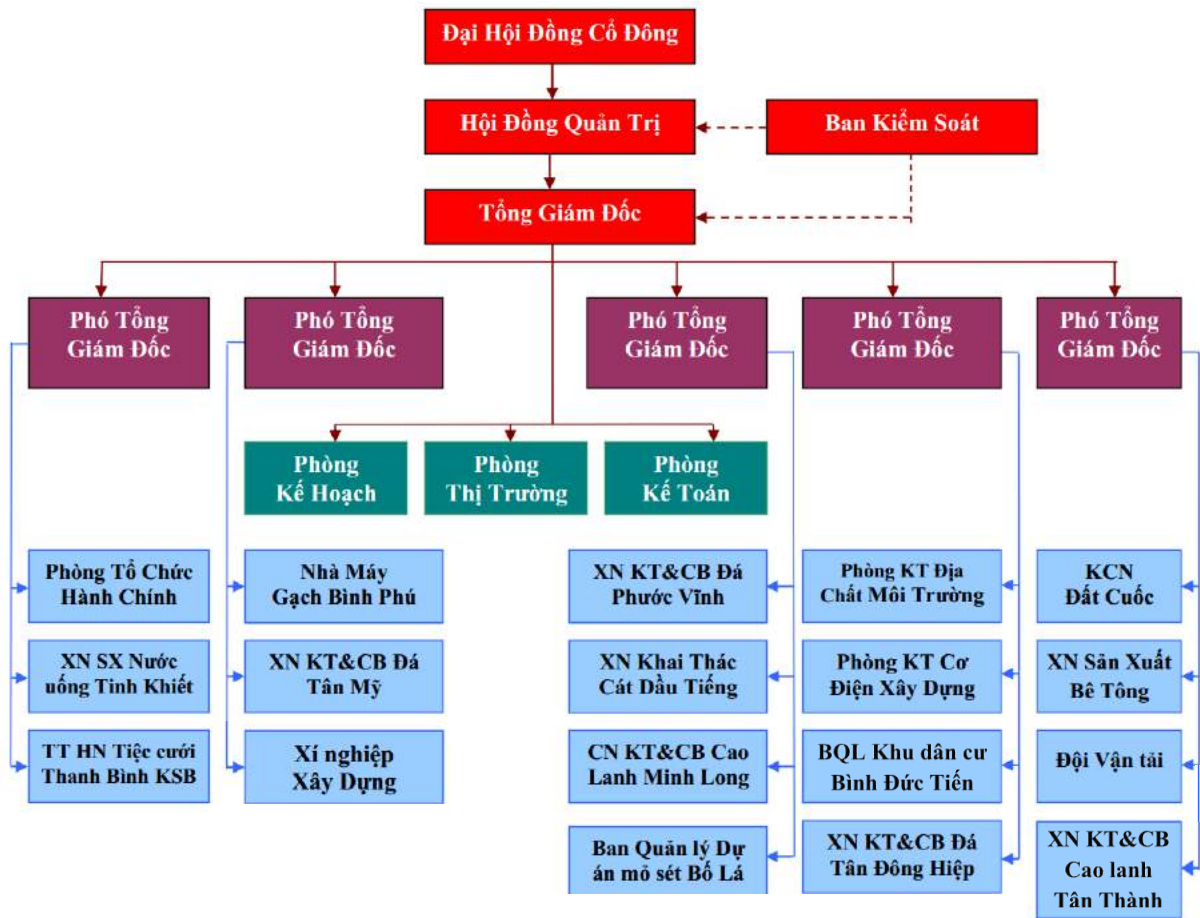 Đại Hội Đồng Cổ Đông
Hội Đồng Quản Trị
Ban Kiểm Soát
Tổng Giám Đốc
Phó Tổng
Giám Đốc
Phó Tổng
Giám Đốc
Phó Tổng
Giám Đốc
Phó Tổng
Giám Đốc
Phó Tổng
Giám Đốc
Phòng
Kế Hoạch
Phòng
Thị Trường
Phòng
Kế Toán
Phòng Tổ Chức
Hành Chính
Nhà Máy
Gạch Bình Phú
XN KT&CB Đá
Phước Vĩnh
Phòng KT Địa
Chất Môi Trường
KCN
Đất Cuốc
XN SX Nước
uống Tinh Khiết
XN KT&CB Đá
Tân Mỹ
XN Khai Thác
Cát Dầu Tiếng
Phòng KT Cơ
Điện Xây Dựng
XN Sản Xuất
Bê Tông
TT HN Tiệc cưới
Thanh Bình KSB
Xí nghiệp
Xây Dựng
CN KT&CB Cao
Lanh Minh Long
BQL Khu dân cư
Bình Đức Tiến
Đội Vận tải
Ban Quản lý Dự
án mỏ sét Bố Lá
XN KT&CB Đá
Tân Đông Hiệp
XN KT&CB
Cao lanh
Tân Thành